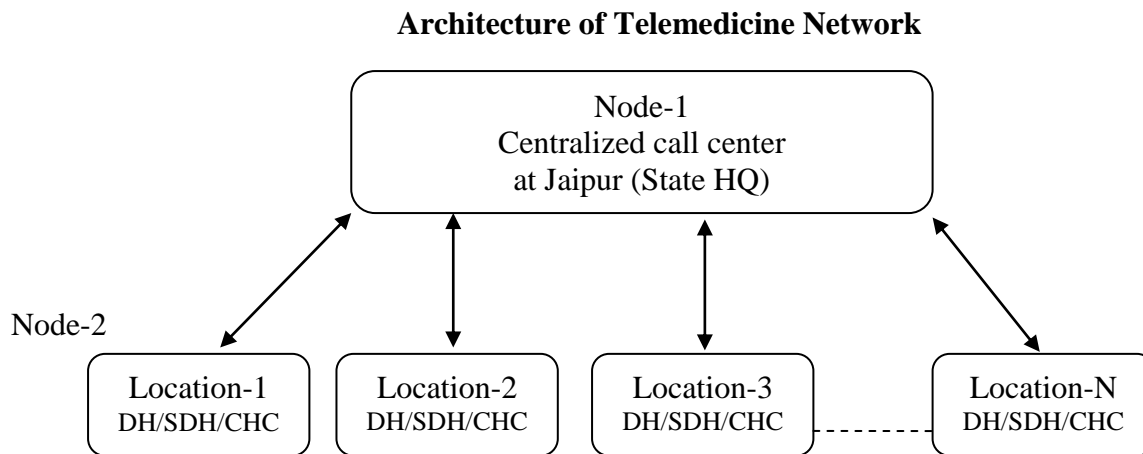 Architecture of Telemedicine Network
Node-1
Centralized call center
at Jaipur (State HQ)
Node-2
Location-1
DH/SDH/CHC
Location-2
DH/SDH/CHC
Location-3
DH/SDH/CHC
Location-N
DH/SDH/CHC